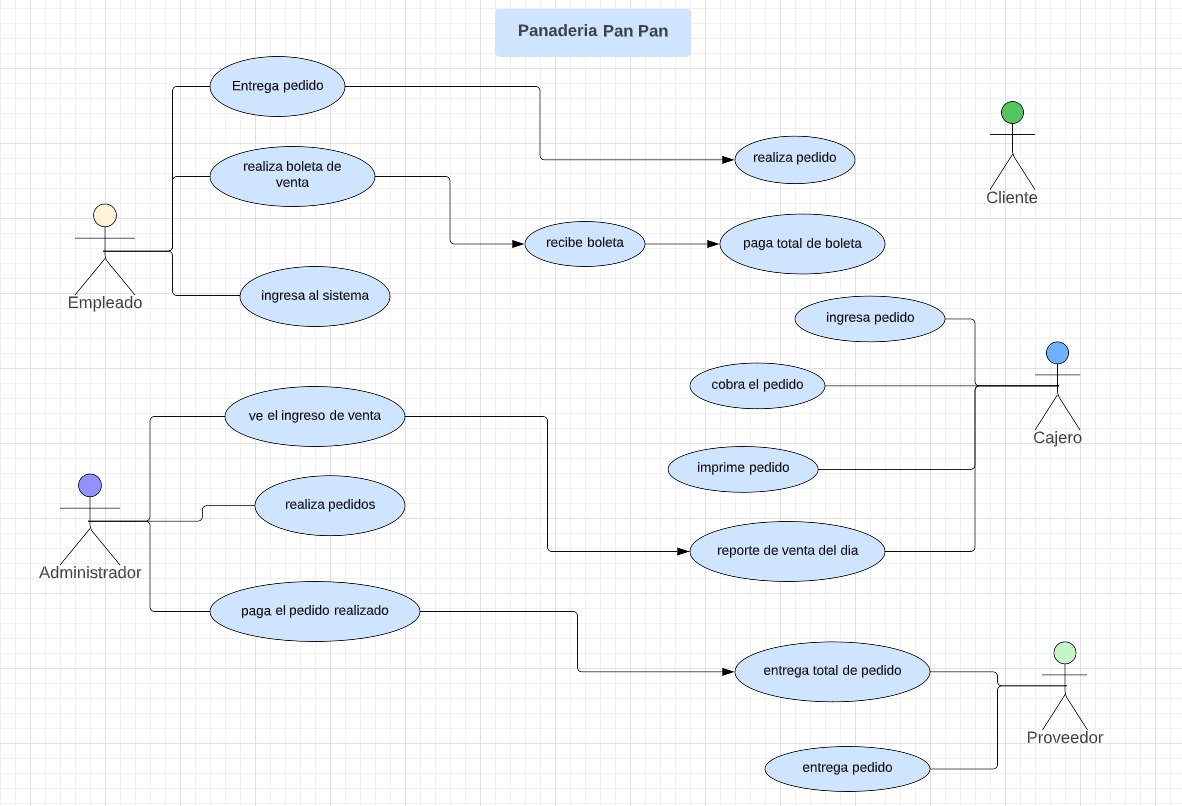 Panaderia Pan Pan
Entrega pedido
realiza boleta de
venta
realiza pedido
Cliente
recibe boleta
paga total de boleta
Empleado
ingresa al sistema
ingresa pedido
cobra el pedido
Cajero
ve el ingreso de venta
imprime pedido
realiza pedidos
reporte de venta del dia
Administrador
paga el pedido realizado
entrega total de pedido
Proveedor
entrega pedido